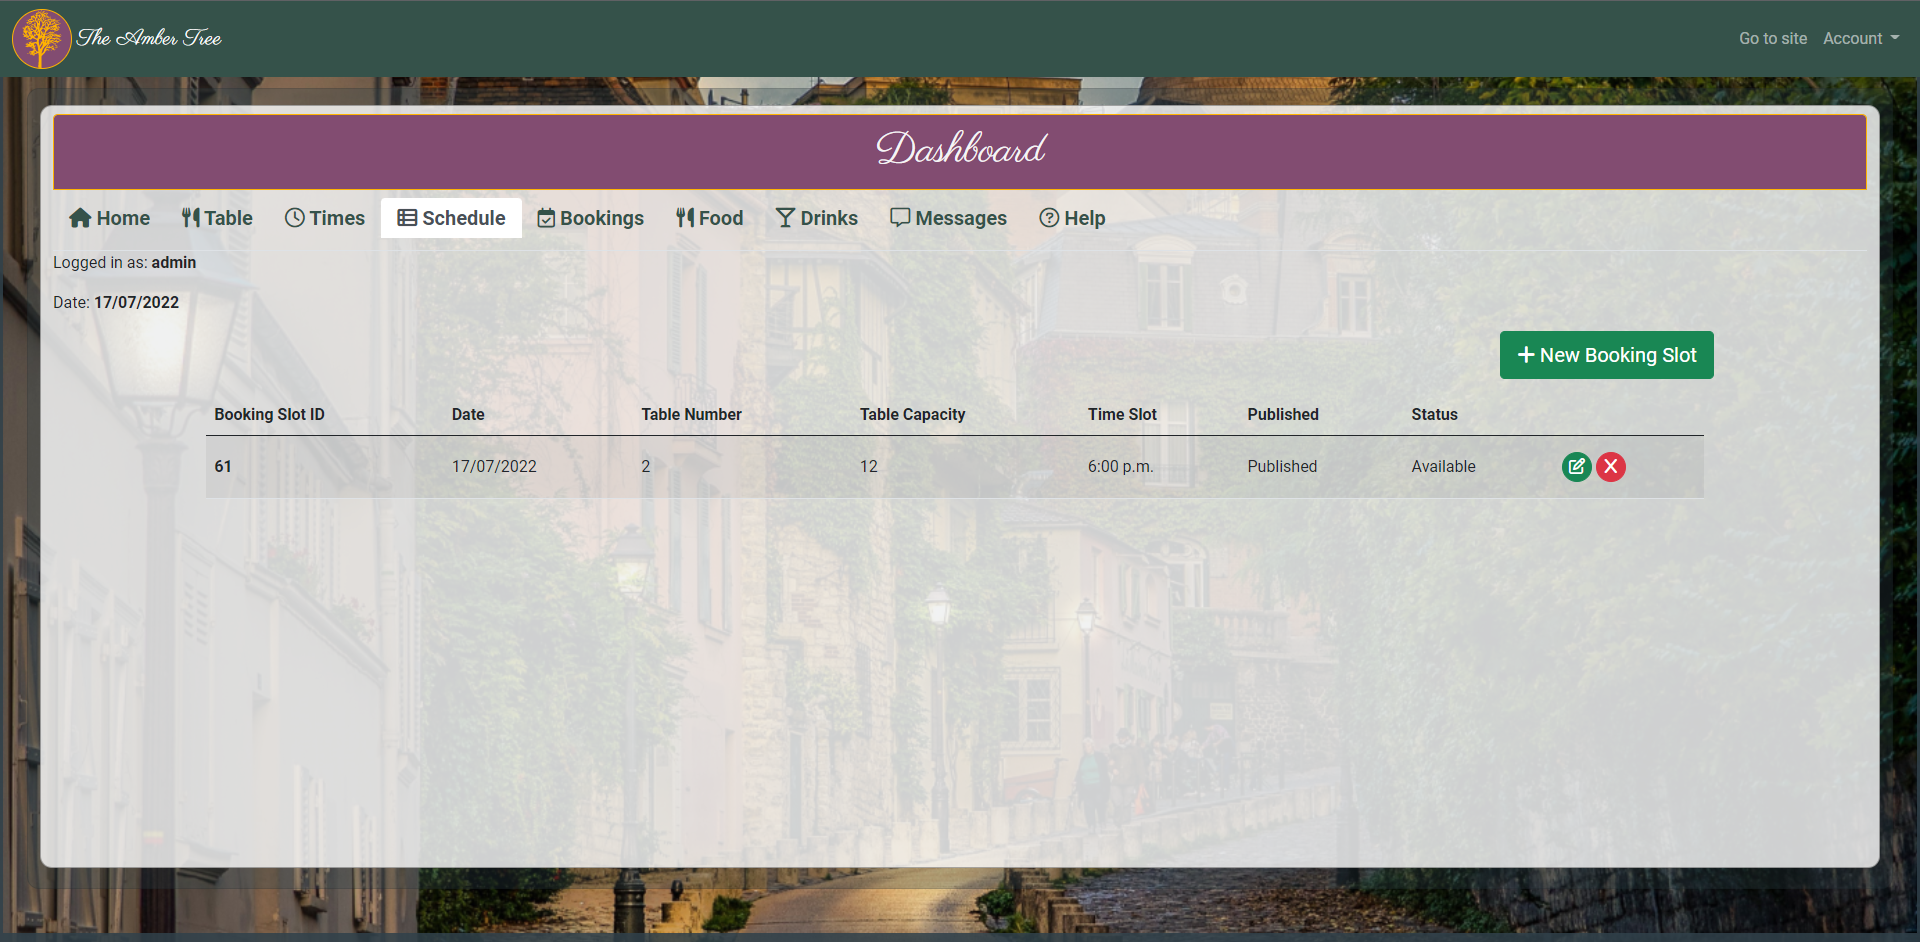 The Amber Tree
Go to site Account
Dashboard
Home Table Times Schedule Bookings Food Drinks Messages Help
Logged in as: admin
Date: 17/07/2022
New Booking Slot
Booking Slot ID Date Table Number Table Capacity Time Slot Published Status
61 17/07/2022 2 12 6:00 p.m. Published Available